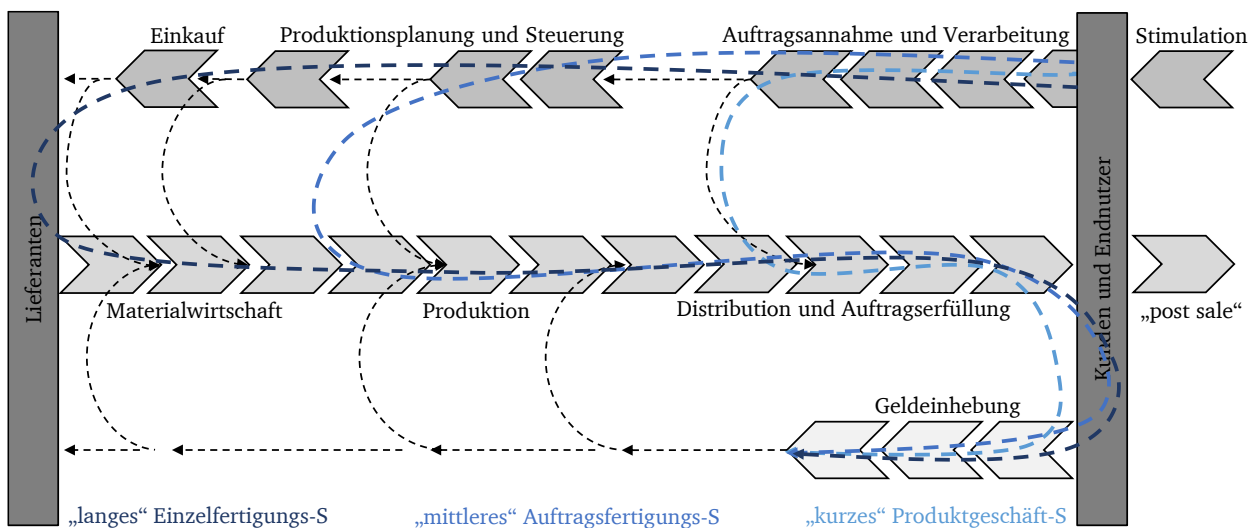 Einkauf
Produktionsplanung und Steuerung
Auftragsannahme und Verarbeitung
Stimulation
Lieferanten
Kunden und Endnutzer
Materialwirtschaft
Produktion
Distribution und Auftragserfüllung
„post sale“
Geldeinhebung
„langes“ Einzelfertigungs-S
„mittleres“ Auftragsfertigungs-S
„kurzes“ Produktgeschäft-S